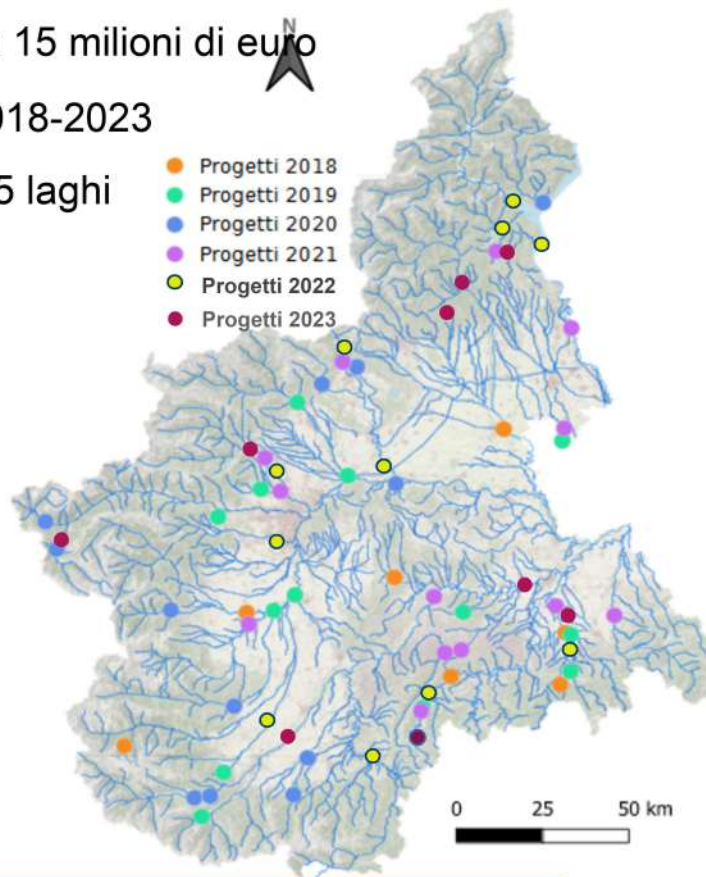 15 milioni di euro
N
018-2023
5 laghi
Progetti 2018
Progetti 2019
Progetti 2020
Progetti 2021
Progetti 2022
Progetti 2023
0 25 50 km